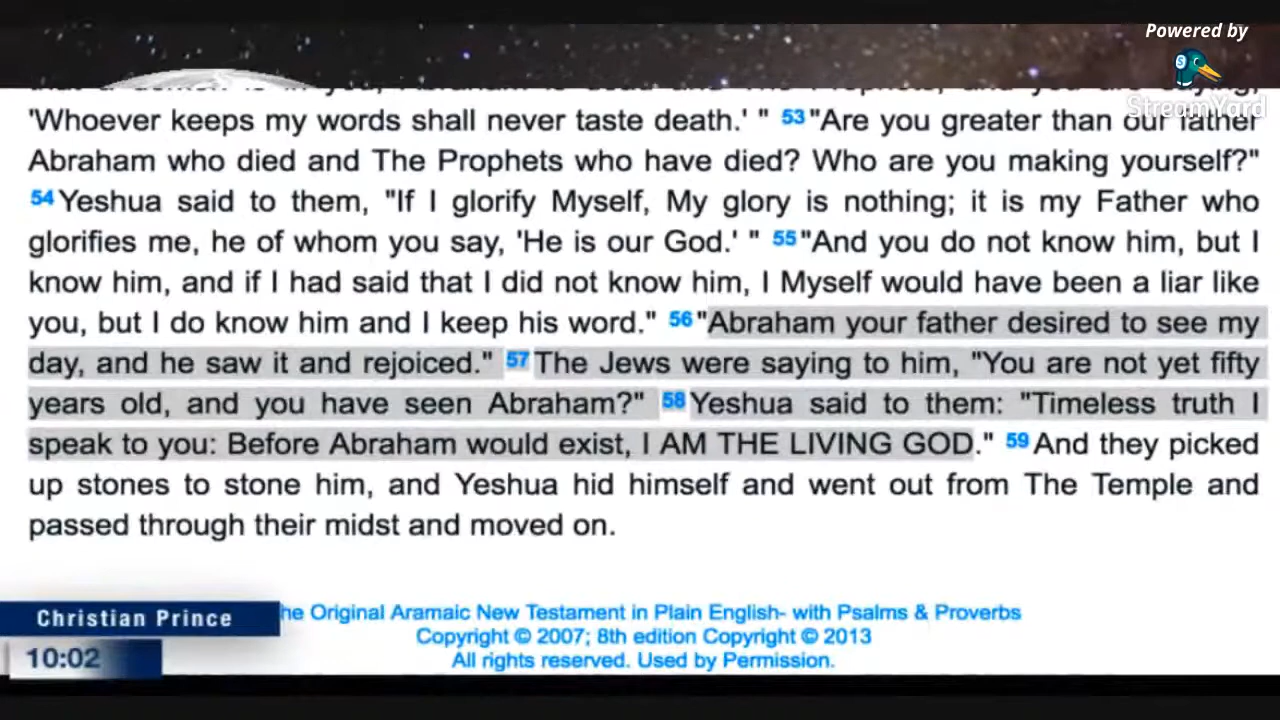 Powered by
StreamYard
'Whoever keeps my words shall never taste death.' " 53 "Are you greater than our father
Abraham who died and The Prophets who have died? Who are you making yourself?"
54 Yeshua said to them, "If I glorify Myself, My glory is nothing; it is my Father who
glorifies me, he of whom you say, 'He is our God.' " 55 "And you do not know him, but I
know him, and if I had said that I did not know him, I Myself would have been a liar like
you, but I do know him and I keep his word." 56 "Abraham your father desired to see my
day, and he saw it and rejoiced." 57 The Jews were saying to him, "You are not yet fifty
years old, and you have seen Abraham?" 58 Yeshua said to them: "Timeless truth I
speak to you: Before Abraham would exist, I AM THE LIVING GOD." 59 And they picked
up stones to stone him, and Yeshua hid himself and went out from The Temple and
passed through their midst and moved on.
Christian Prince
he Original Aramaic New Testament in Plain English- with Psalms & Proverbs
Copyright © 2007; 8th edition Copyright © 2013
10:02
All rights reserved. Used by Permission.